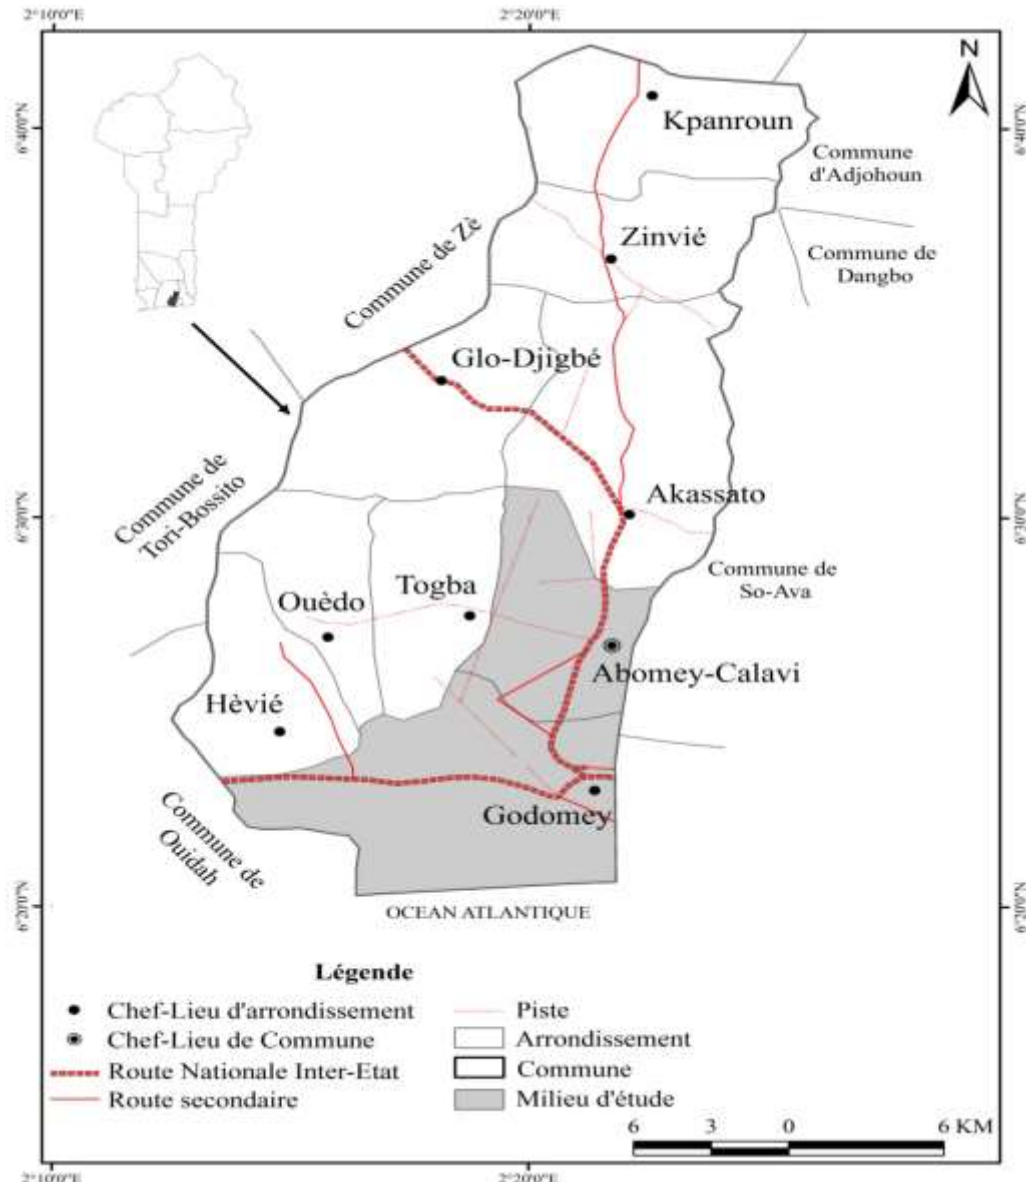 2°10'0"E
2°20'0"E
N
6°40'0"N
6°40'0"N
Kpanroun
Commune
d'Adjohoun
Zinvié
Commune de Zè
Commune de
Dangbo
Glo-Djigbé
Commune de
Tori-Bossito
Akassato
6°30'0"N
6°30'0"N
Commune de
So-Ava
Togba
Ouèdo
Abomey-Calavi
Hèvié
Godomey
Commune de
Ouidah
6°20'0"N
6°20'0"N
OCEAN ATLANTIQUE
Légende
Chef-Lieu d'arrondissement
Chef-Lieu de Commune
Route Nationale Inter-Etat
Route secondaire
Piste
Arrondissement
Commune
Milieu d'étude
6 3 0 6 KM
2°10'0"E
2°20'0"E